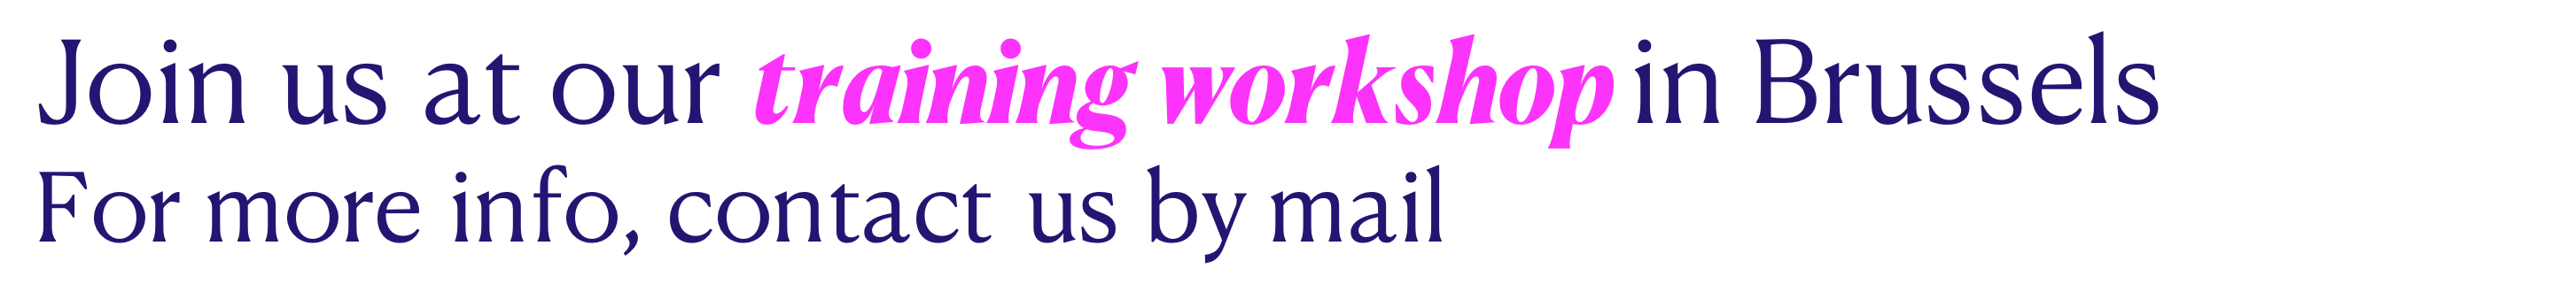 Join us at our training workshop in Brussels
For more info, contact us by mail